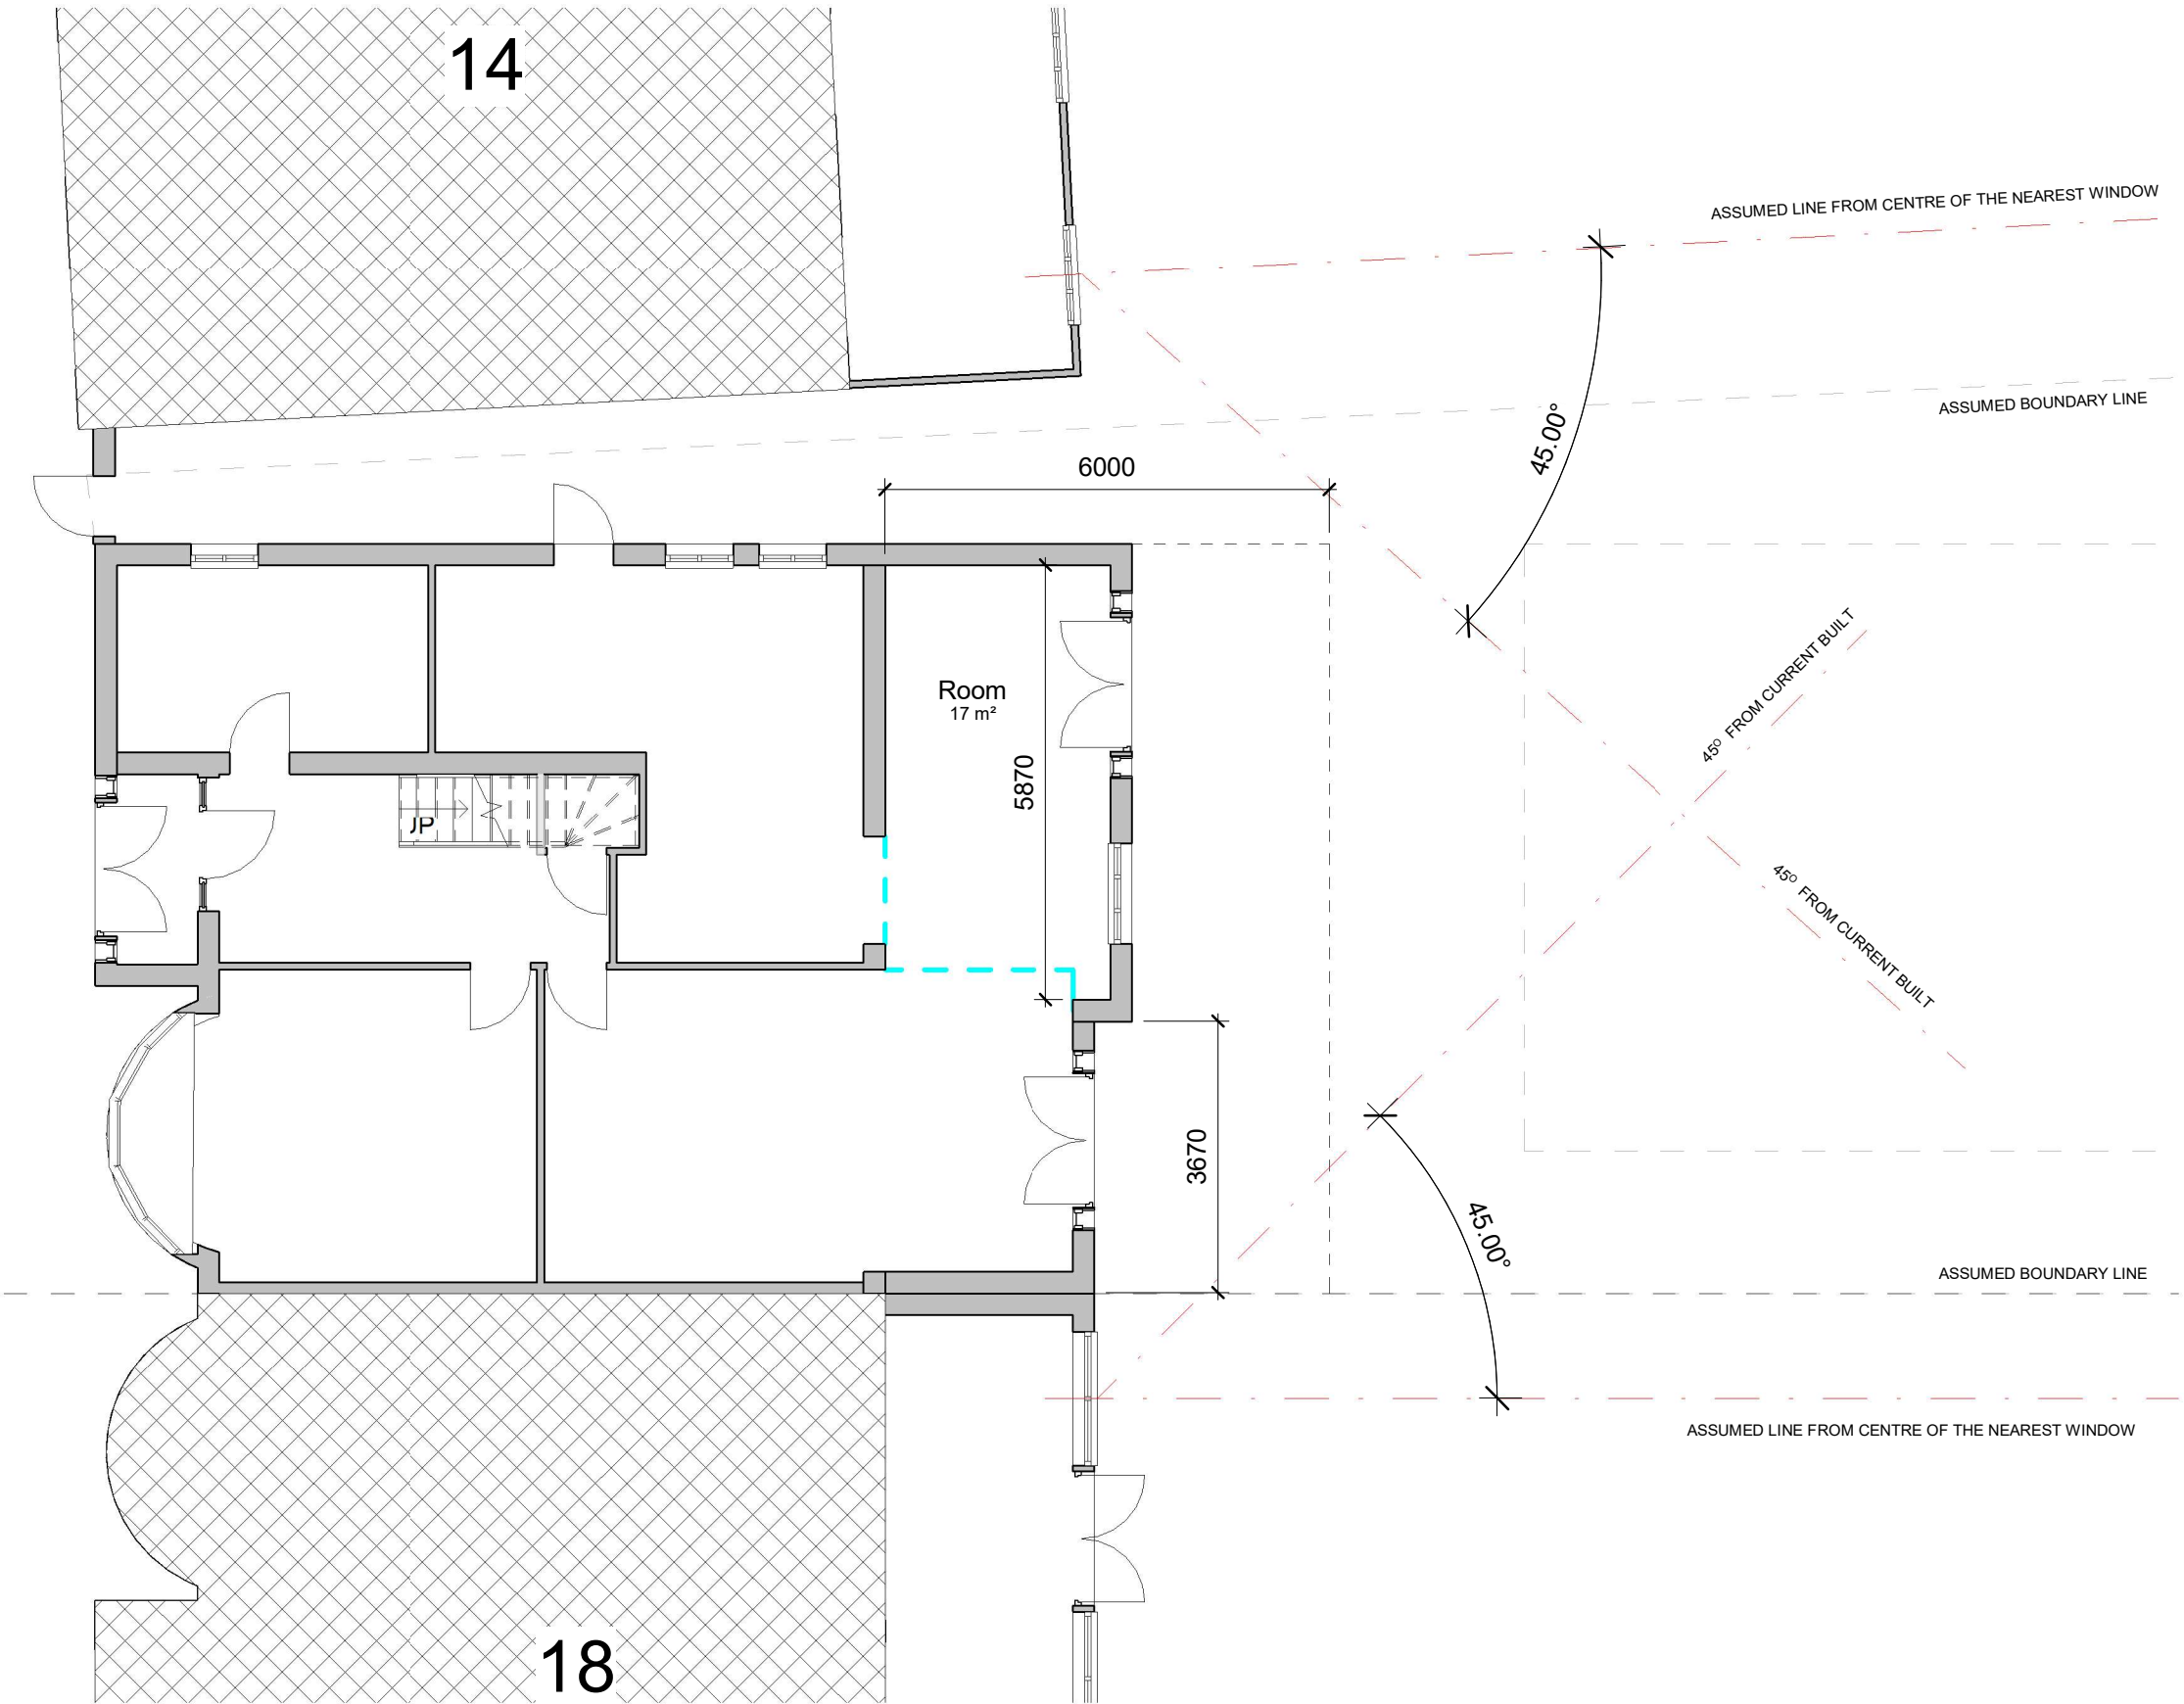 14
ASSUMED LINE FROM CENTRE OF THE NEAREST WINDOW
ASSUMED BOUNDARY LINE
45.00°
6000
Room
17 m²
45° FROM CURRENT BUILT
5870
JP
45° FROM CURRENT BUILT
3670
45.00°
ASSUMED BOUNDARY LINE
ASSUMED LINE FROM CENTRE OF THE NEAREST WINDOW
18